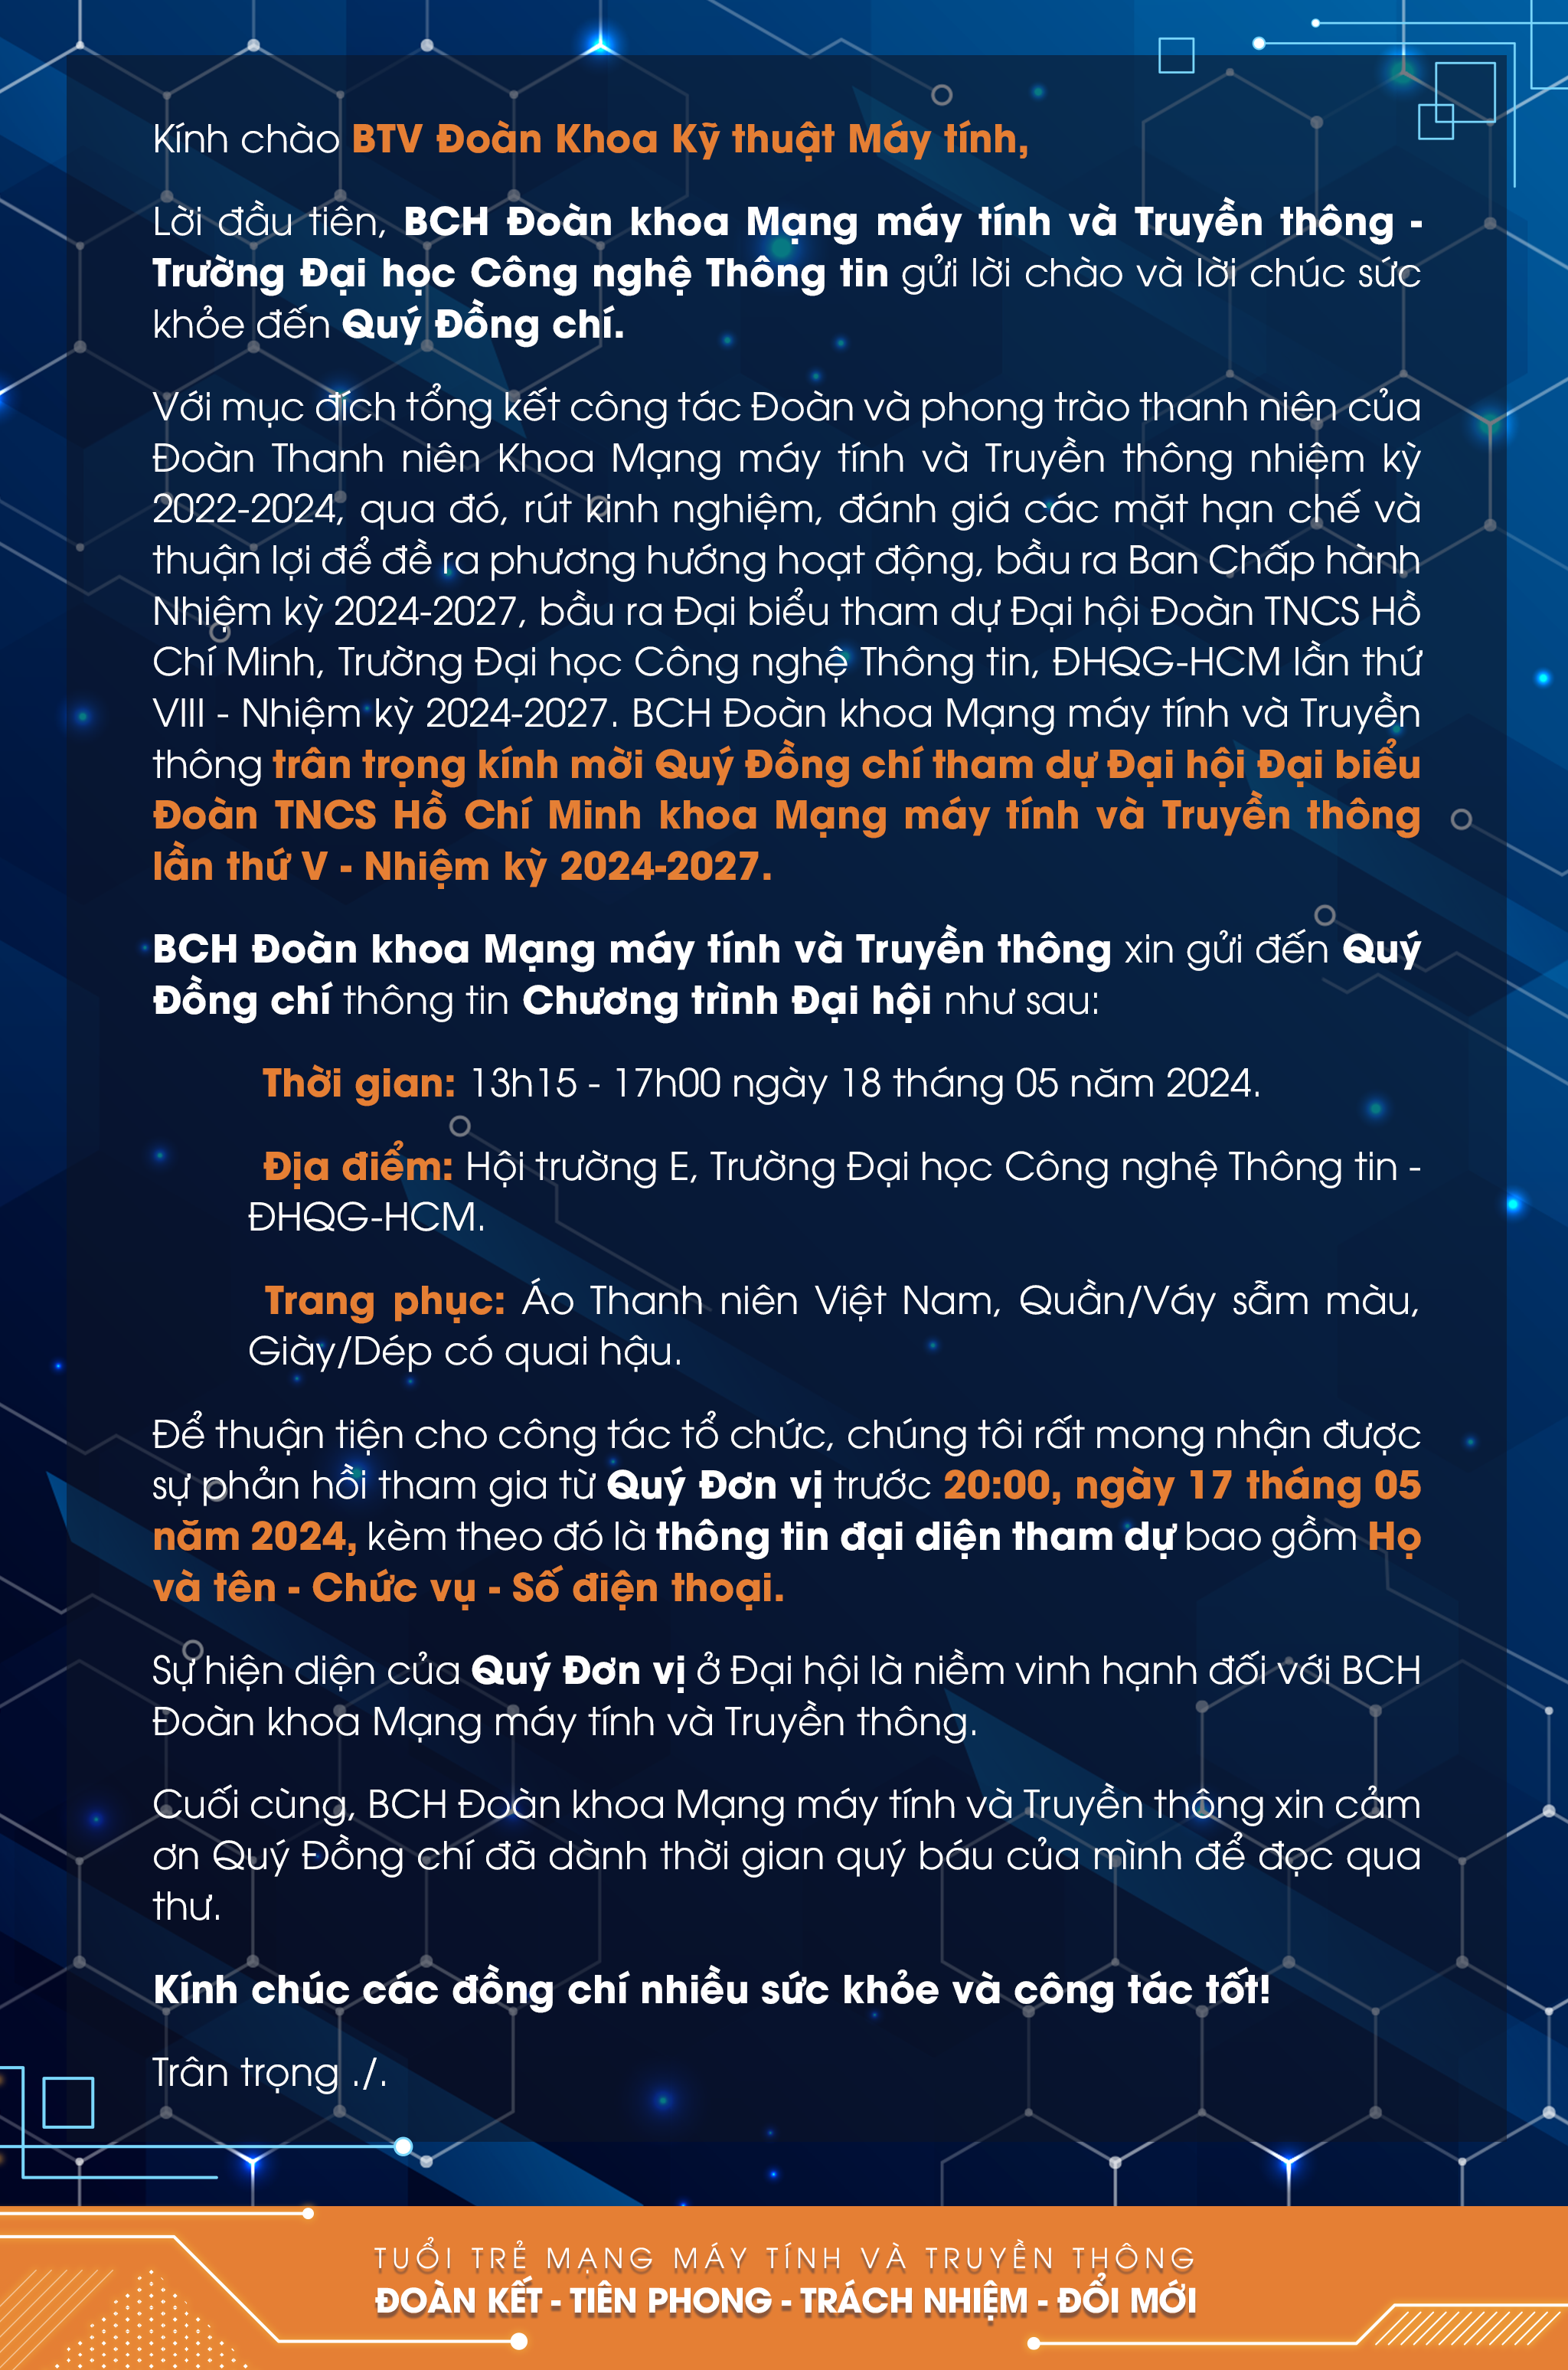 Kính chào BTV Đoàn Khoa Kỹ thuật Máy tính,
Lời đầu tiên, BCH Đoàn khoa Mạng máy tính và Truyền thông -
Trường Đại học Công nghệ Thông tin gửi lời chào và lời chúc sức
khỏe đến Quý Đồng chí.
Với mục đích tổng kết công tác Đoàn và phong trào thanh niên của
Đoàn Thanh niên Khoa Mạng máy tính và Truyền thông nhiệm kỳ
2022-2024, qua đó, rút kinh nghiệm, đánh giá các mặt hạn chế và
thuận lợi để đề ra phương hướng hoạt động, bầu ra Ban Chấp hành
Nhiệm kỳ 2024-2027, bầu ra Đại biểu tham dự Đại hội Đoàn TNCS Hồ
Chí Minh, Trường Đại học Công nghệ Thông tin, ĐHQG-HCM lần thứ
VIII - Nhiệm kỳ 2024-2027. BCH Đoàn khoa Mạng máy tính và Truyền
thông trân trọng kính mời Quý Đồng chí tham dự Đại hội Đại biểu
Đoàn TNCS Hồ Chí Minh khoa Mạng máy tính và Truyền thông
lần thứ V - Nhiệm kỳ 2024-2027.
BCH Đoàn khoa Mạng máy tính và Truyền thông xin gửi đến Quý
Đồng chí thông tin Chương trình Đại hội như sau:
Thời gian: 13h15 - 17h00 ngày 18 tháng 05 năm 2024.
Địa điểm: Hội trường E, Trường Đại học Công nghệ Thông tin -
ĐHQG-HCM.
Trang phục: Áo Thanh niên Việt Nam, Quần/Váy sẫm màu,
Giày/Dép có quai hậu.
Để thuận tiện cho công tác tổ chức, chúng tôi rất mong nhận được
sự phản hồi tham gia từ Quý Đơn vị trước 20:00, ngày 17 tháng 05
năm 2024, kèm theo đó là thông tin đại diện tham dự bao gồm Họ
và tên - Chức vụ - Số điện thoại.
Sự hiện diện của Quý Đơn vị ở Đại hội là niềm vinh hạnh đối với BCH
Đoàn khoa Mạng máy tính và Truyền thông.
Cuối cùng, BCH Đoàn khoa Mạng máy tính và Truyền thông xin cảm
ơn Quý Đồng chí đã dành thời gian quý báu của mình để đọc qua
thư.
Kính chúc các đồng chí nhiều sức khỏe và công tác tốt!
Trân trọng ./.
TUỔI TRẺ MẠNG MÁY TÍNH VÀ TRUYỀN THÔNG
ĐOÀN KẾT - TIÊN PHONG - TRÁCH NHIỆM - ĐỔI MỚI